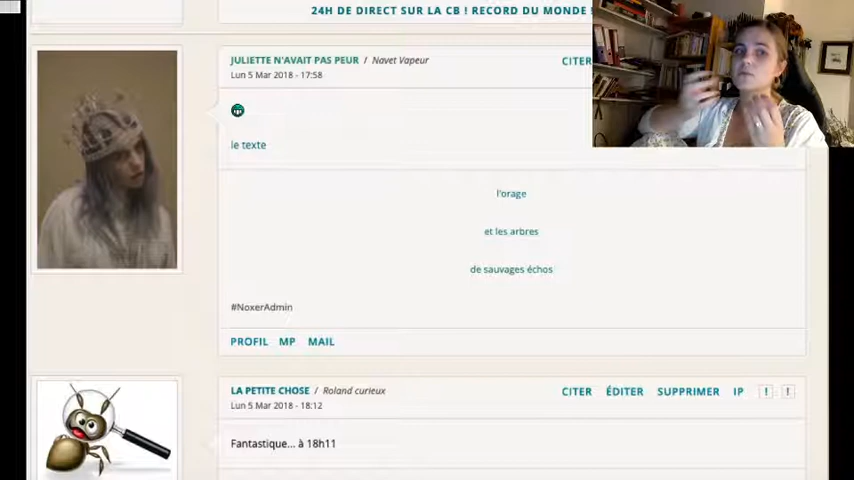 24H DE DIRECT SUR LA CB ! RECORD DU MONDE
JULIETTE N'AVAIT PAS PEUR / Navet Vapeur
CITER
Lun 5 Mar 2018 - 17:58
le texte
l'orage
et les arbres
de sauvages échos
#NoxerAdmin
PROFIL MP MAIL
LA PETITE CHOSE / Roland curieux
CITER ÉDITER SUPPRIMER IP ! !
Lun 5 Mar 2018 - 18:12
Fantastique... à 18h11